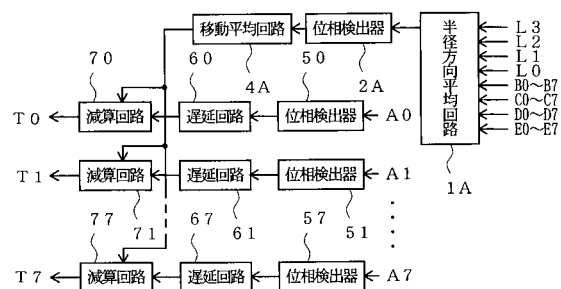 移動平均回路
位相検出器
半径方向平均回路
L3
L2
L1
L0
B0～B7
C0～C7
D0～D7
E0～E7
70
60
4A
50
2A
T0
減算回路
遅延回路
位相検出器
A0
1A
T1
減算回路
遅延回路
位相検出器
A1
77
71
67
61
57
51
T7
減算回路
遅延回路
位相検出器
A7